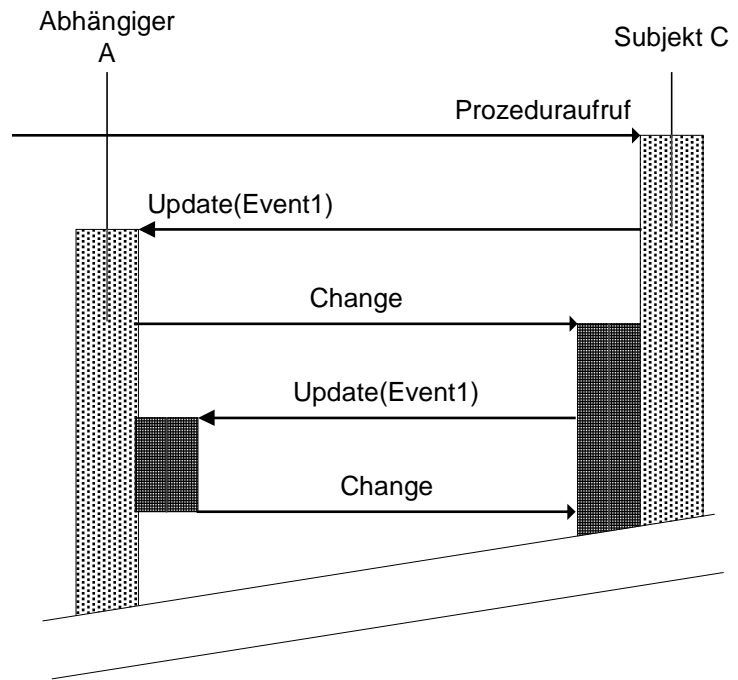 Abhängiger
A
Subjekt C
Prozeduraufruf
Update(Event1)
Change
Update(Event1)
Change